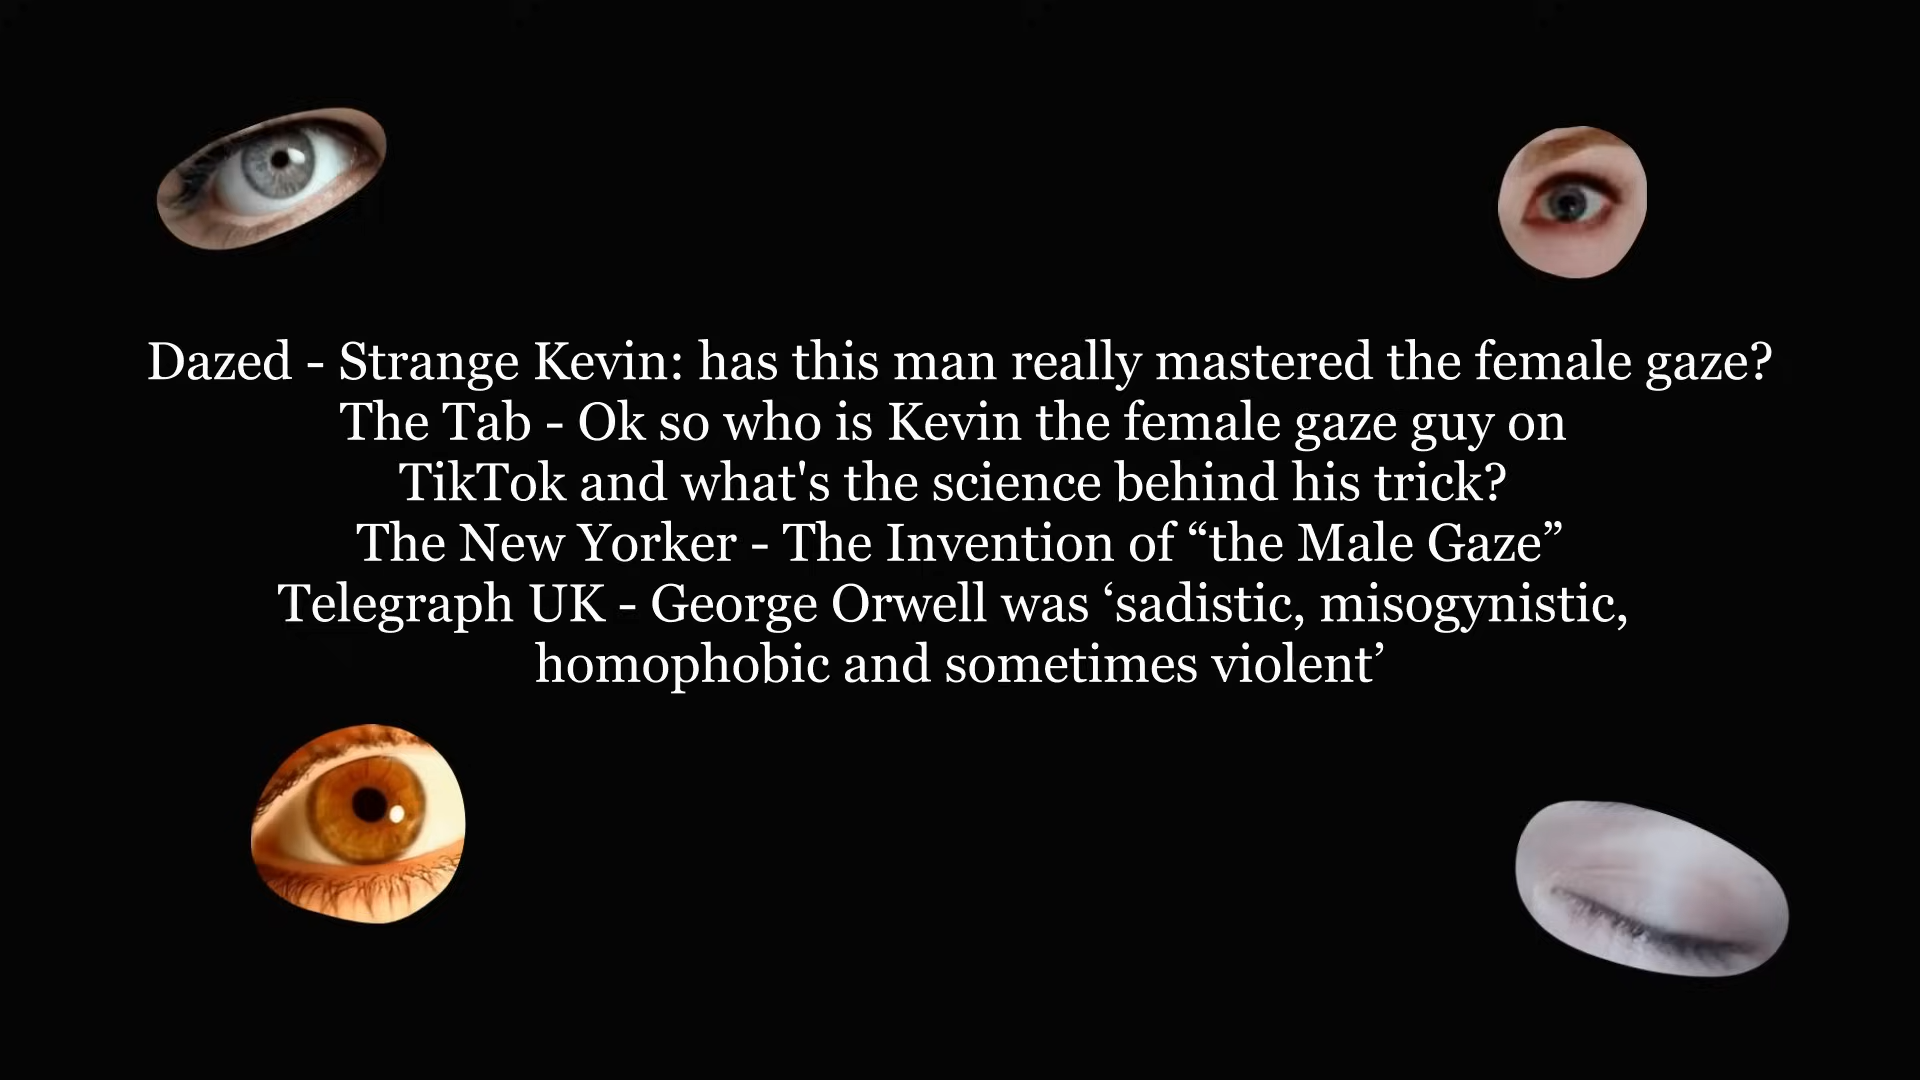 Dazed - Strange Kevin: has this man really mastered the female gaze?
The Tab - Ok so who is Kevin the female gaze guy on
TikTok and what's the science behind his trick?
The New Yorker - The Invention of “the Male Gaze”
Telegraph UK - George Orwell was ‘sadistic, misogynistic,
homophobic and sometimes violent’